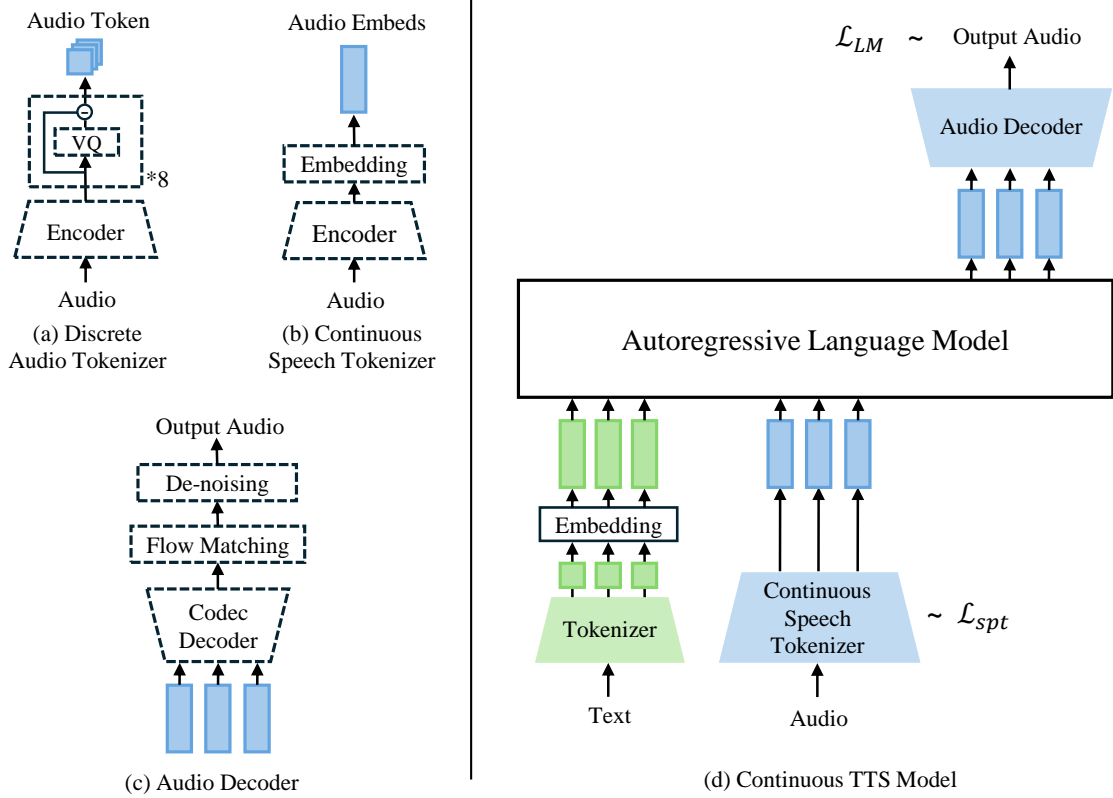 Audio Token
-
VQ
*8
Encoder
Audio
(a) Discrete
Audio Tokenizer
Audio Embeds
Embedding
Encoder
Audio
(b) Continuous
Speech Tokenizer
Output Audio
De-noising
Flow Matching
Codec
Decoder
(c) Audio Decoder
ℒ_LM ~ Output Audio
Audio Decoder
Autoregressive Language Model
Embedding
Tokenizer
Text
Continuous
Speech
Tokenizer
~ ℒ_spt
Audio
(d) Continuous TTS Model